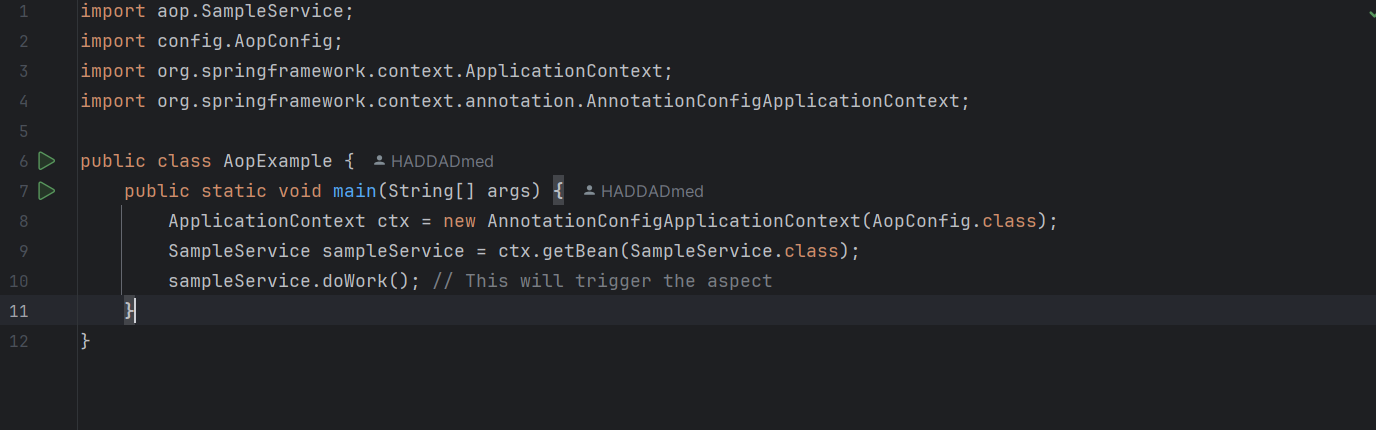 1 import aop.SampleService;
2 import config.AopConfig;
3 import org.springframework.context.ApplicationContext;
4 import org.springframework.context.annotation.AnnotationConfigApplicationContext;
5
6 public class AopExample { HADDADmed
7 public static void main(String[] args) { HADDADmed
8 ApplicationContext ctx = new AnnotationConfigApplicationContext(AopConfig.class);
9 SampleService sampleService = ctx.getBean(SampleService.class);
10 sampleService.doWork(); // This will trigger the aspect
11 }
12 }